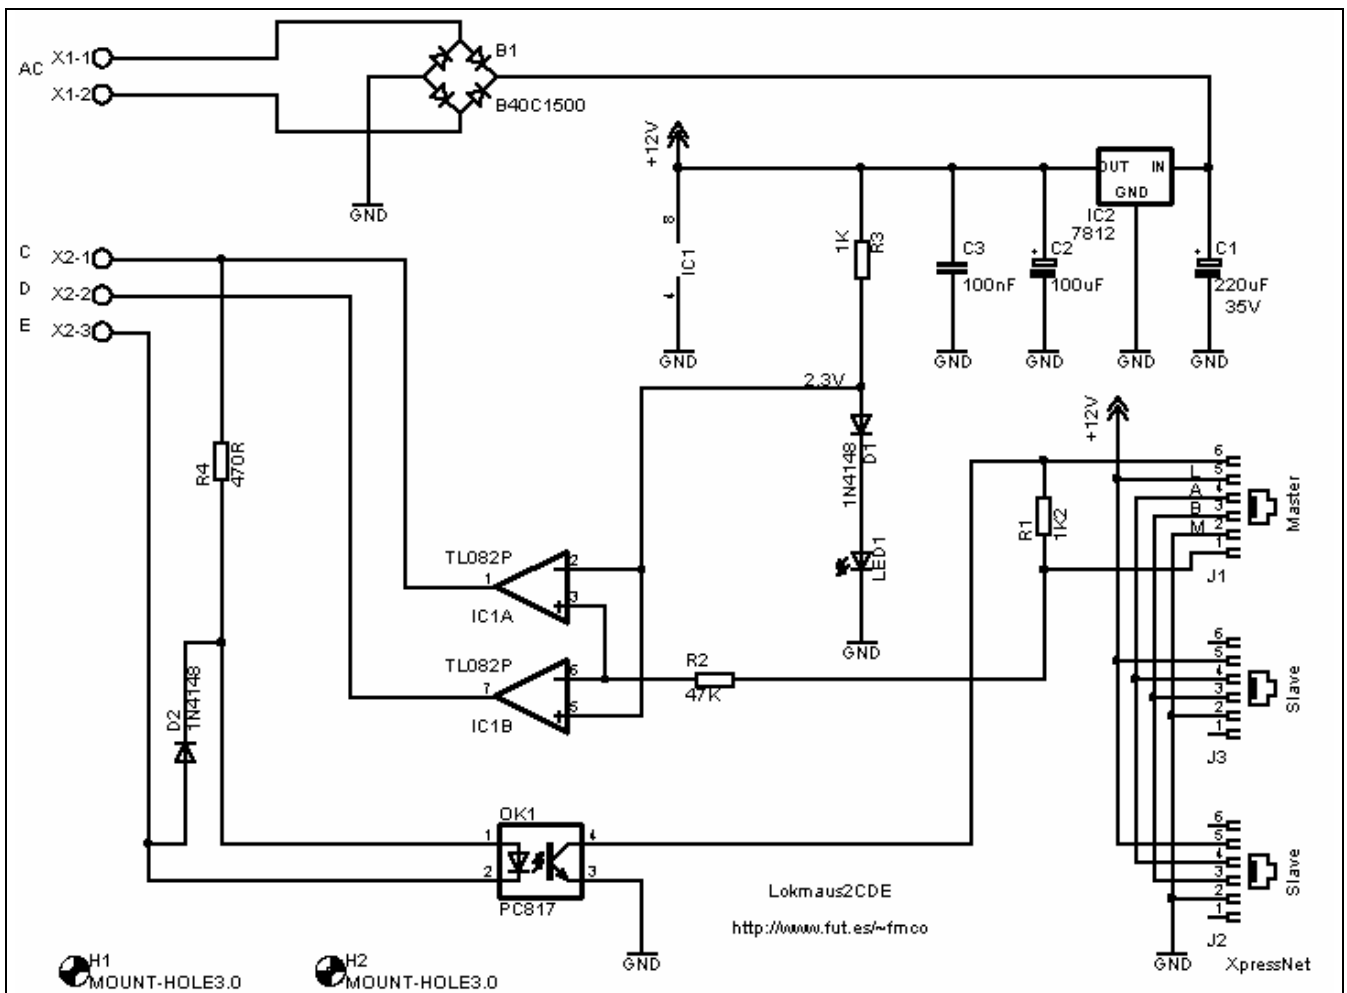 AC
X1-1
X1-2
B1
B40C1500
GND
+12V
8
IC1
4
GND
1K
R3
C3
100nF
GND
+
C2
100uF
GND
OUT IN
GND
IC2
7812
GND
+
C1
220uF
35V
GND
C X2-1
D X2-2
E X2-3
R4
470R
2.3V
1N4148
D1
LED1
GND
TL082P
1
2
3
IC1A
TL082P
7
6
5
IC1B
R2
47K
+12V
R1
1K2
L
A
B
M
6
5
4
3
2
1
J1
Master
6
5
4
3
2
1
J3
Slave
6
5
4
3
2
1
J2
Slave
GND
XpressNet
D2
1N4148
OK1
1
2
4
3
PC817
GND
Lokmaus2CDE
http://www.fut.es/~fmco
H1
MOUNT-HOLE3.0
H2
MOUNT-HOLE3.0